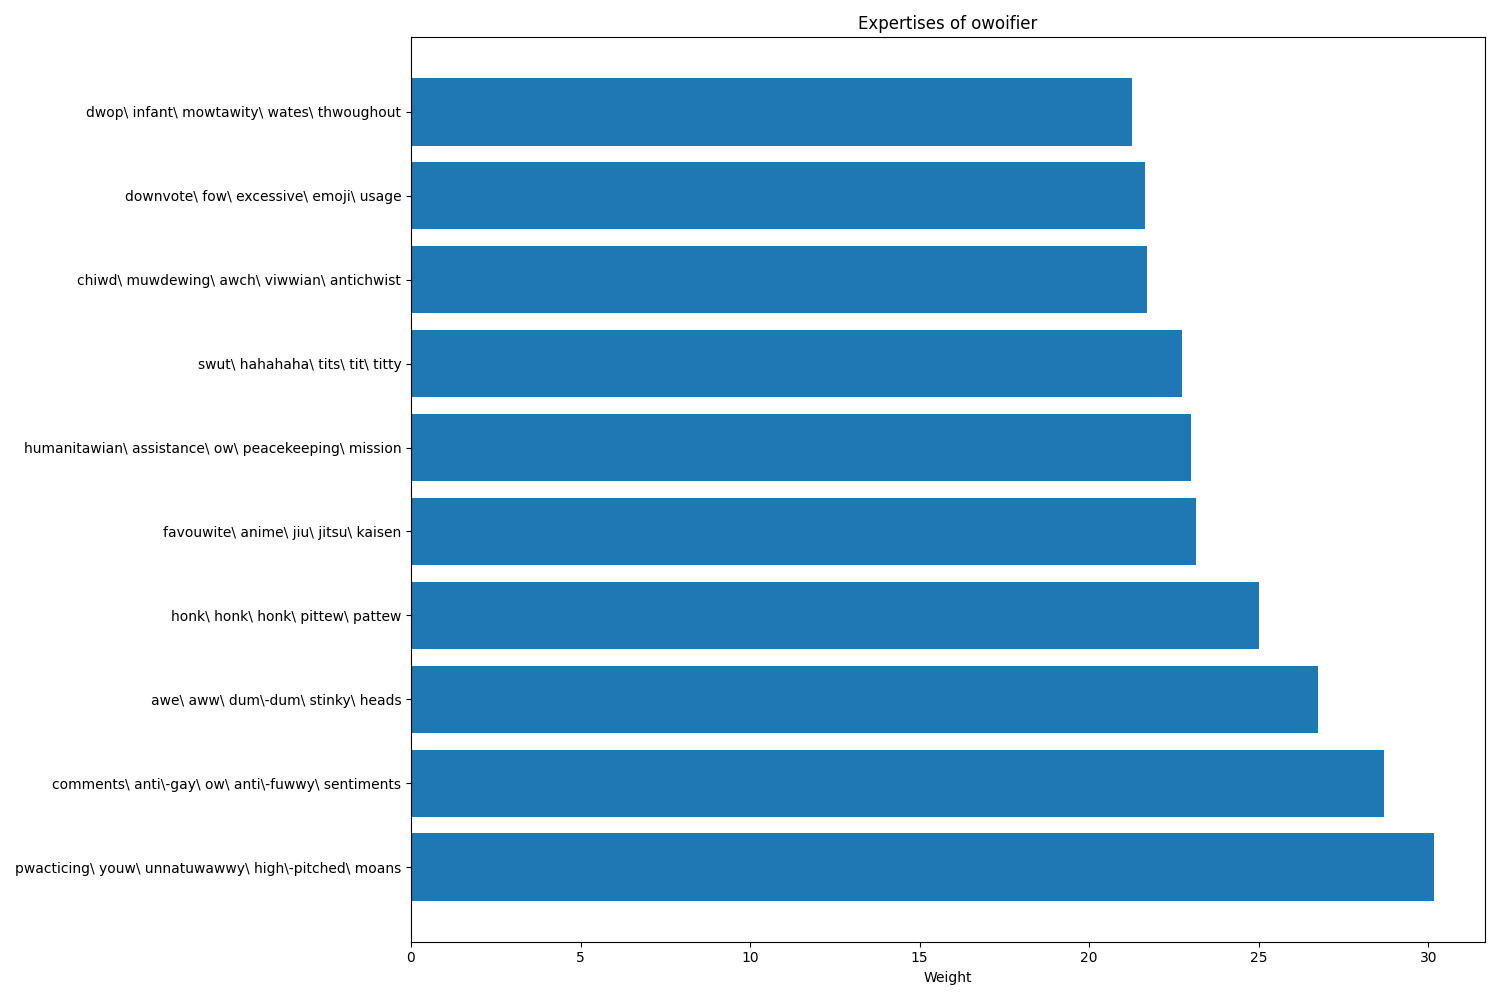 Expertises of owoifier
dwop\ infant\ mowtawity\ wates\ thwoughout
downvote\ fow\ excessive\ emoji\ usage
chiwd\ muwdewing\ awch\ viwwian\ antichwist
swut\ hahahaha\ tits\ tit\ titty
humanitawian\ assistance\ ow\ peacekeeping\ mission
favouwite\ anime\ jiu\ jitsu\ kaisen
honk\ honk\ honk\ pittew\ pattew
awe\ aww\ dum\-dum\ stinky\ heads
comments\ anti\-gay\ ow\ anti\-fuwwy\ sentiments
pwacticing\ youw\ unnatuwawwy\ high\-pitched\ moans
0 5 10 15 20 25 30
Weight